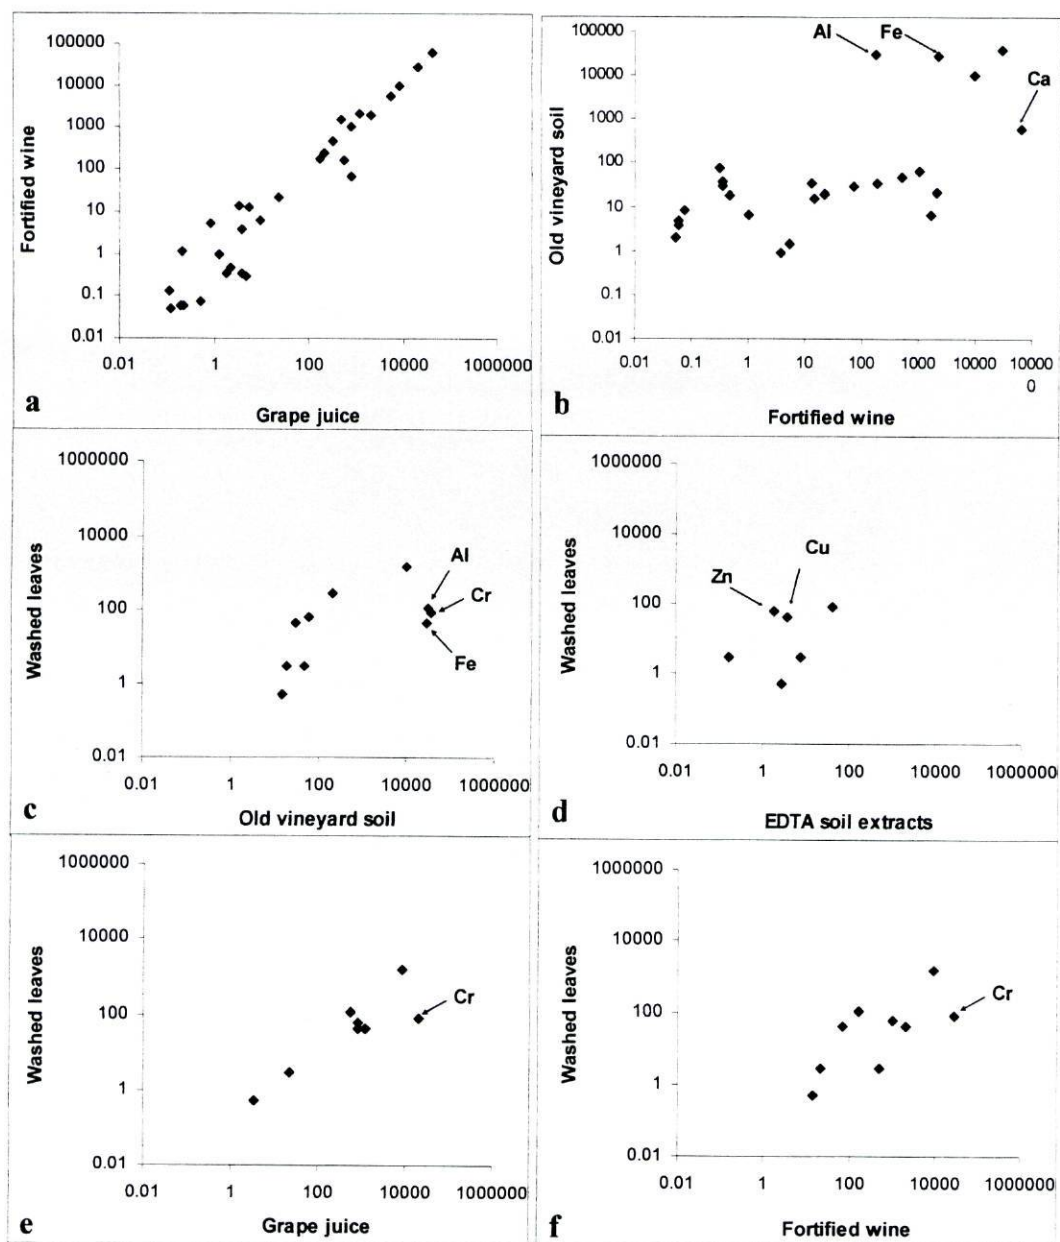 100000
10000
1000
100
10
1
0.1
0.01
Fortified wine
0.01
1
100
10000
1000000
a
Grape juice
Al
Fe
Ca
100000
10000
1000
100
10
1
0.1
0.01
Old vineyard soil
0.01
0.1
1
10
100
1000
10000
10000
0
b
Fortified wine
1000000
10000
100
1
0.01
Washed leaves
Al
Cr
Fe
0.01
1
100
10000
1000000
c
Old vineyard soil
1000000
10000
100
1
0.01
Washed leaves
Zn
Cu
0.01
1
100
10000
1000000
d
EDTA soil extracts
1000000
10000
100
1
0.01
Washed leaves
Cr
0.01
1
100
10000
1000000
e
Grape juice
1000000
10000
100
1
0.01
Washed leaves
Cr
0.01
1
100
10000
1000000
f
Fortified wine